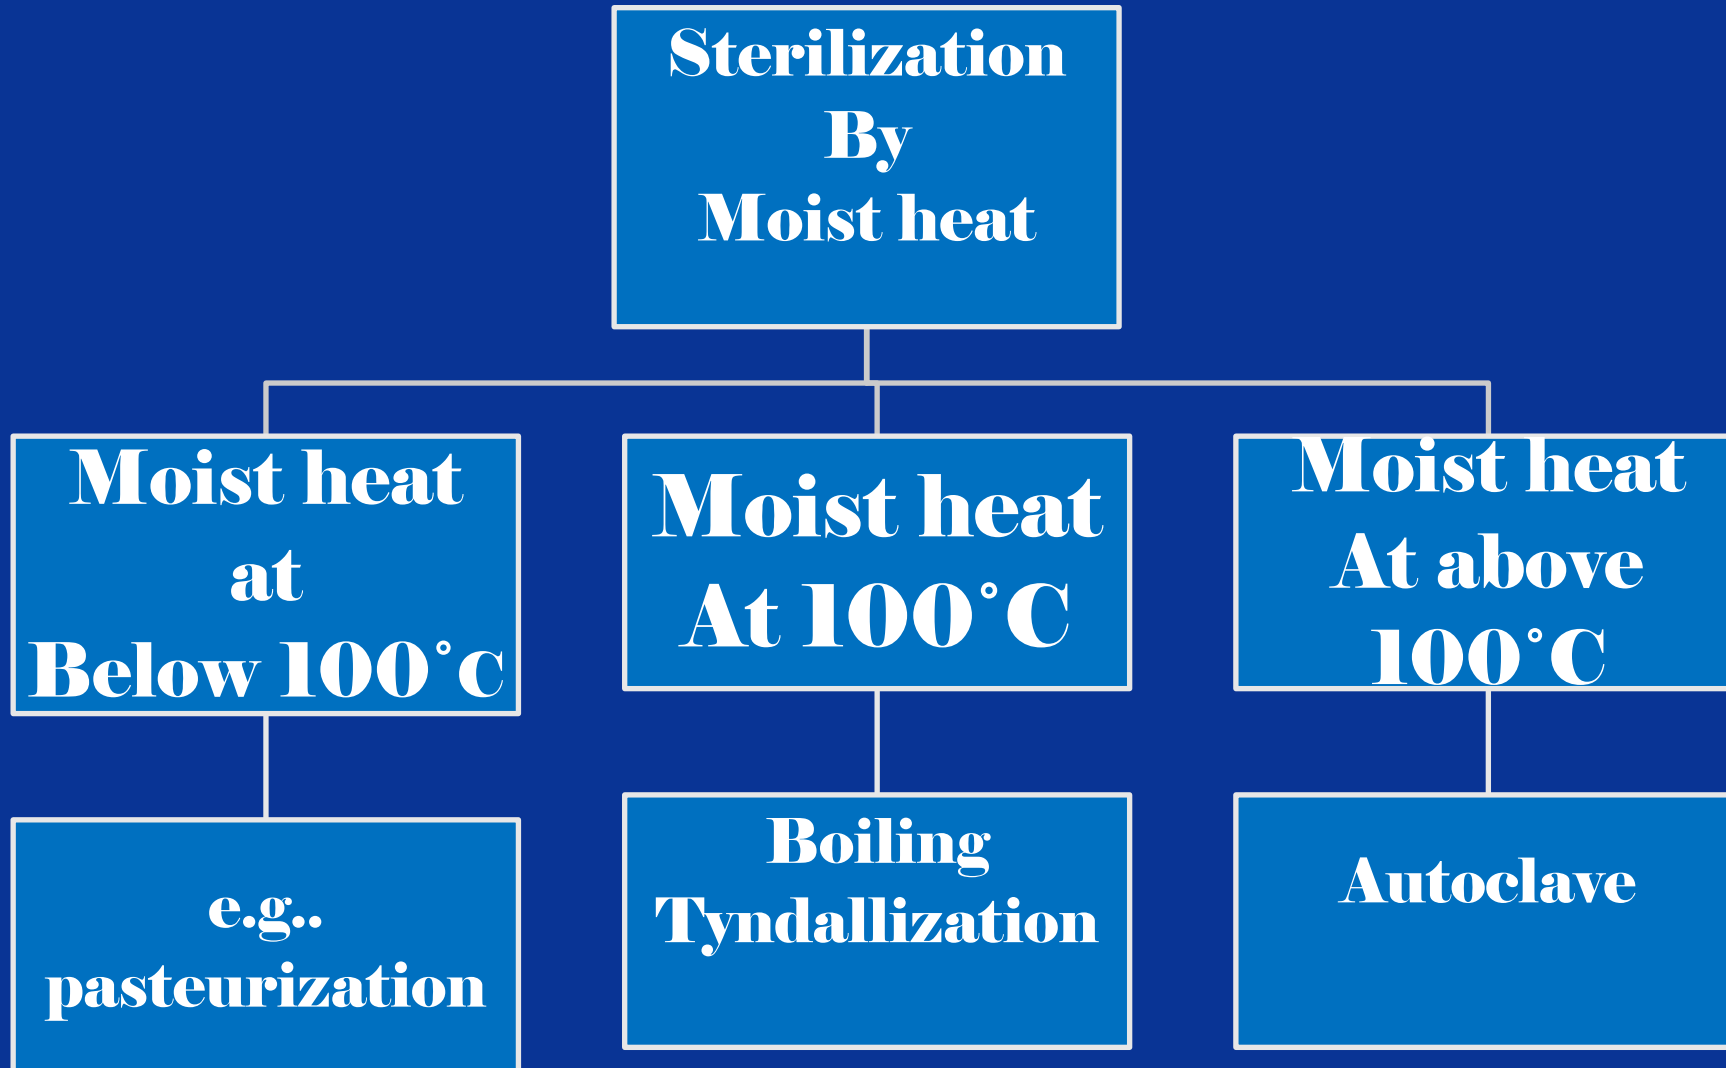 Sterilization
By
Moist heat
Moist heat
at
Below 100°c
Moist heat
At 100°C
Moist heat
At above
100°C
e.g..
pasteurization
Boiling
Tyndallization
Autoclave